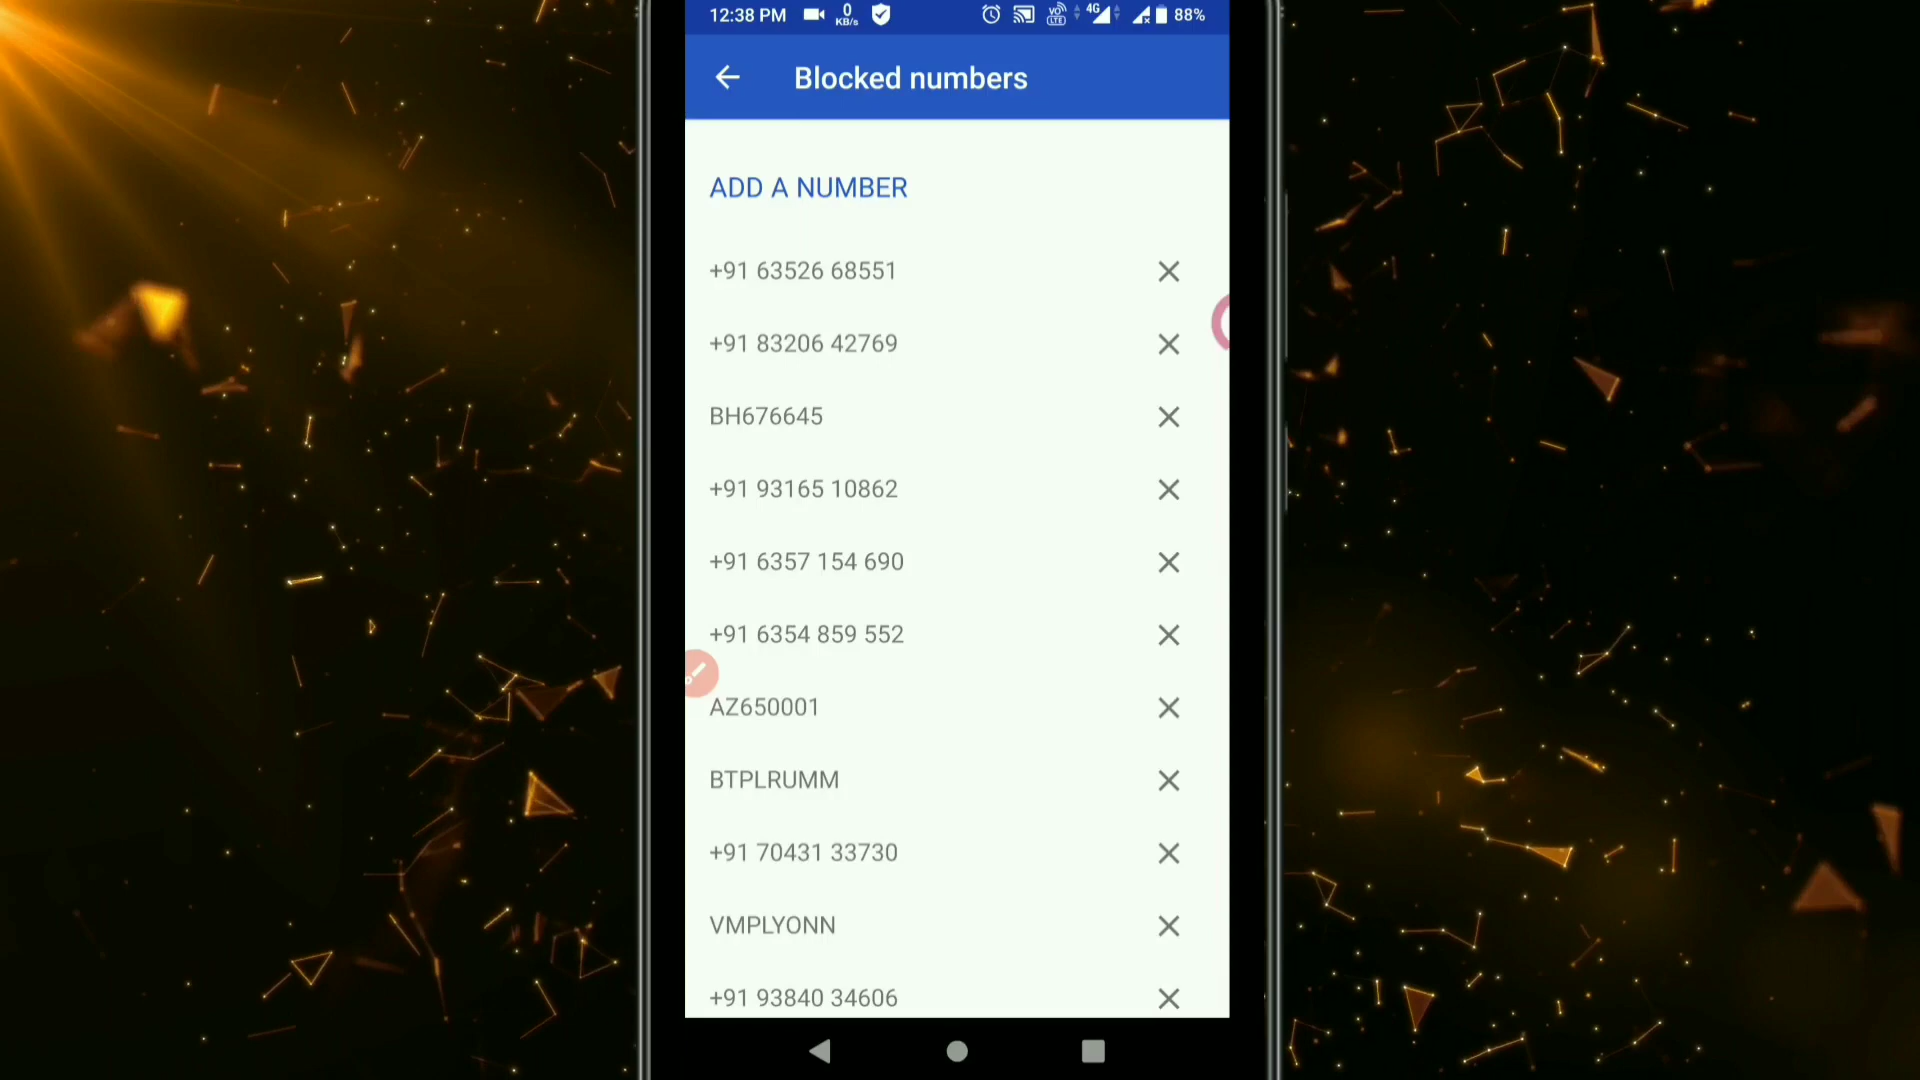 12:38 PM 0 KB/s VO LTE 4G 88%
Blocked numbers
ADD A NUMBER
+91 63526 68551
+91 83206 42769
BH676645
+91 93165 10862
+91 6357 154 690
+91 6354 859 552
AZ650001
BTPLRUMM
+91 70431 33730
VMPLYONN
+91 93840 34606